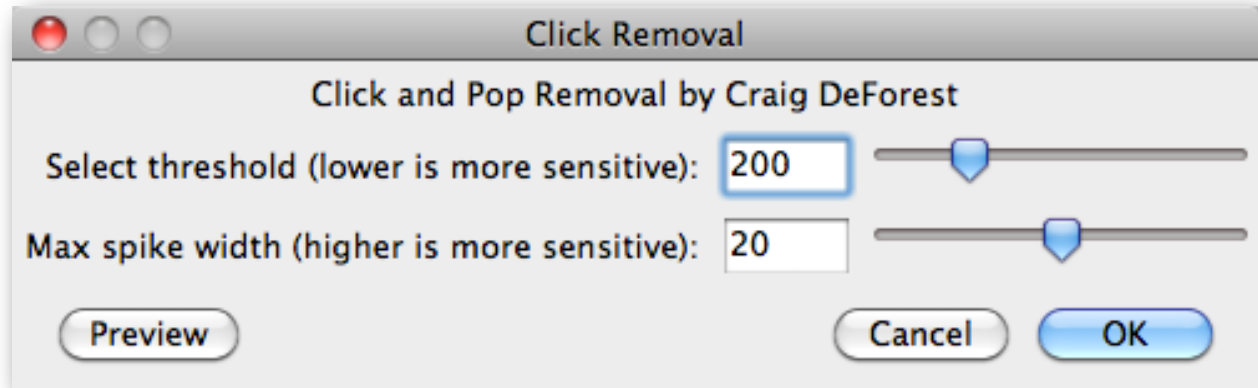 Click Removal
Click and Pop Removal by Craig DeForest
Select threshold (lower is more sensitive): 200
Max spike width (higher is more sensitive): 20
Preview Cancel OK